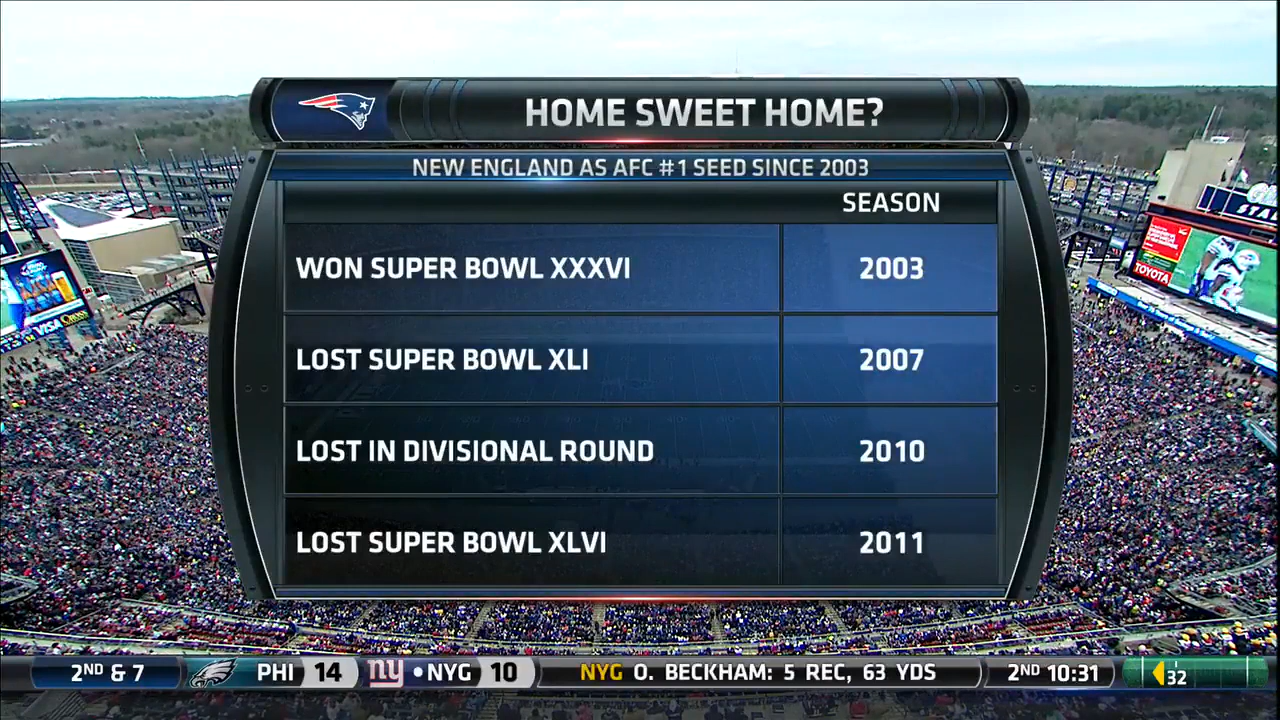 HOME SWEET HOME?
NEW ENGLAND AS AFC #1 SEED SINCE 2003
SEASON
WON SUPER BOWL XXXVI 2003
LOST SUPER BOWL XLI 2007
LOST IN DIVISIONAL ROUND 2010
LOST SUPER BOWL XLVI 2011
TOYOTA
VISA
2ND & 7 PHI 14 ny NYG 10 NYG O. BECKHAM: 5 REC, 63 YDS 2ND 10:31 32